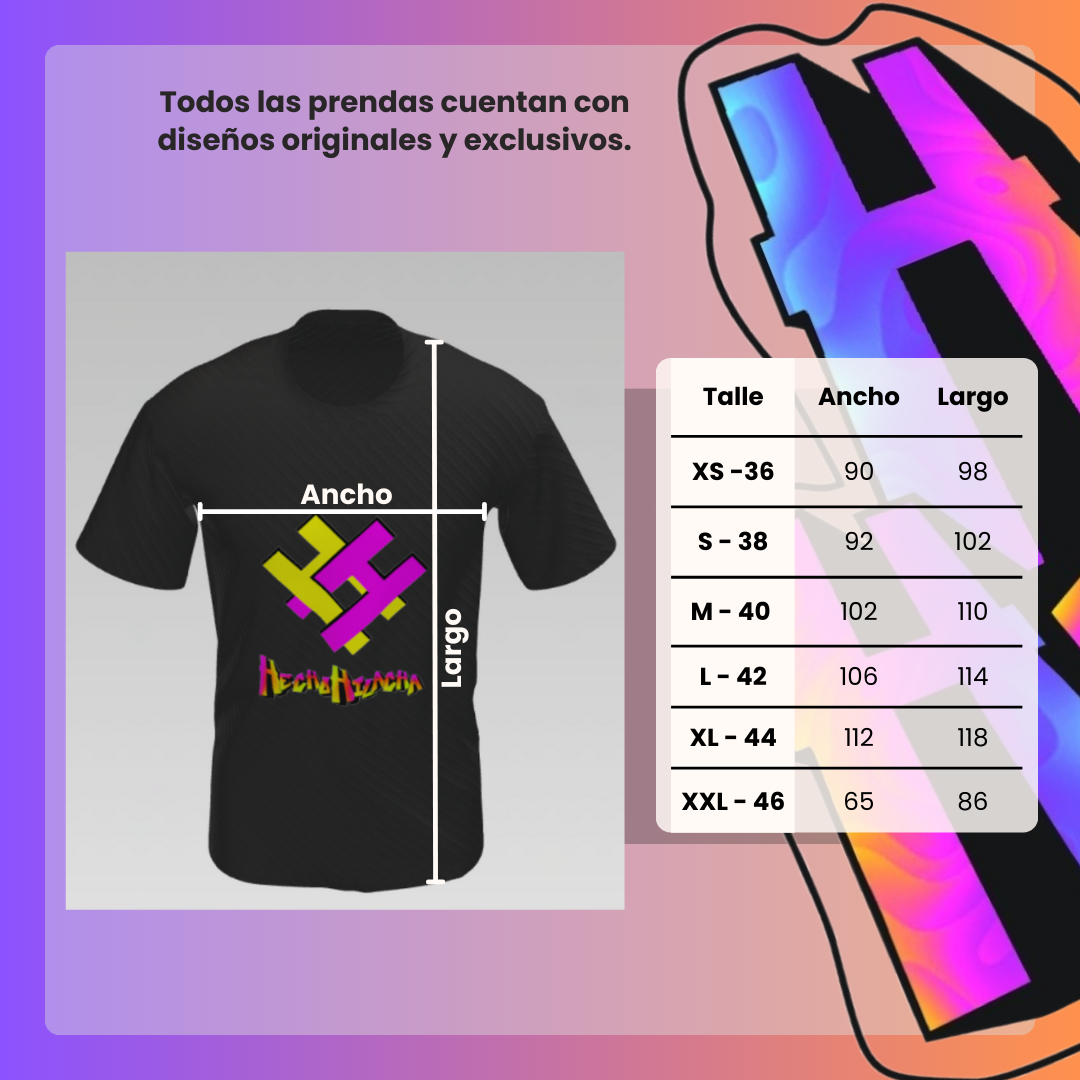 Todos las prendas cuentan con
diseños originales y exclusivos.
Ancho
Largo
HechoHilacha
Talle Ancho Largo
XS –36 90 98
S – 38 92 102
M – 40 102 110
L – 42 106 114
XL – 44 112 118
XXL – 46 65 86